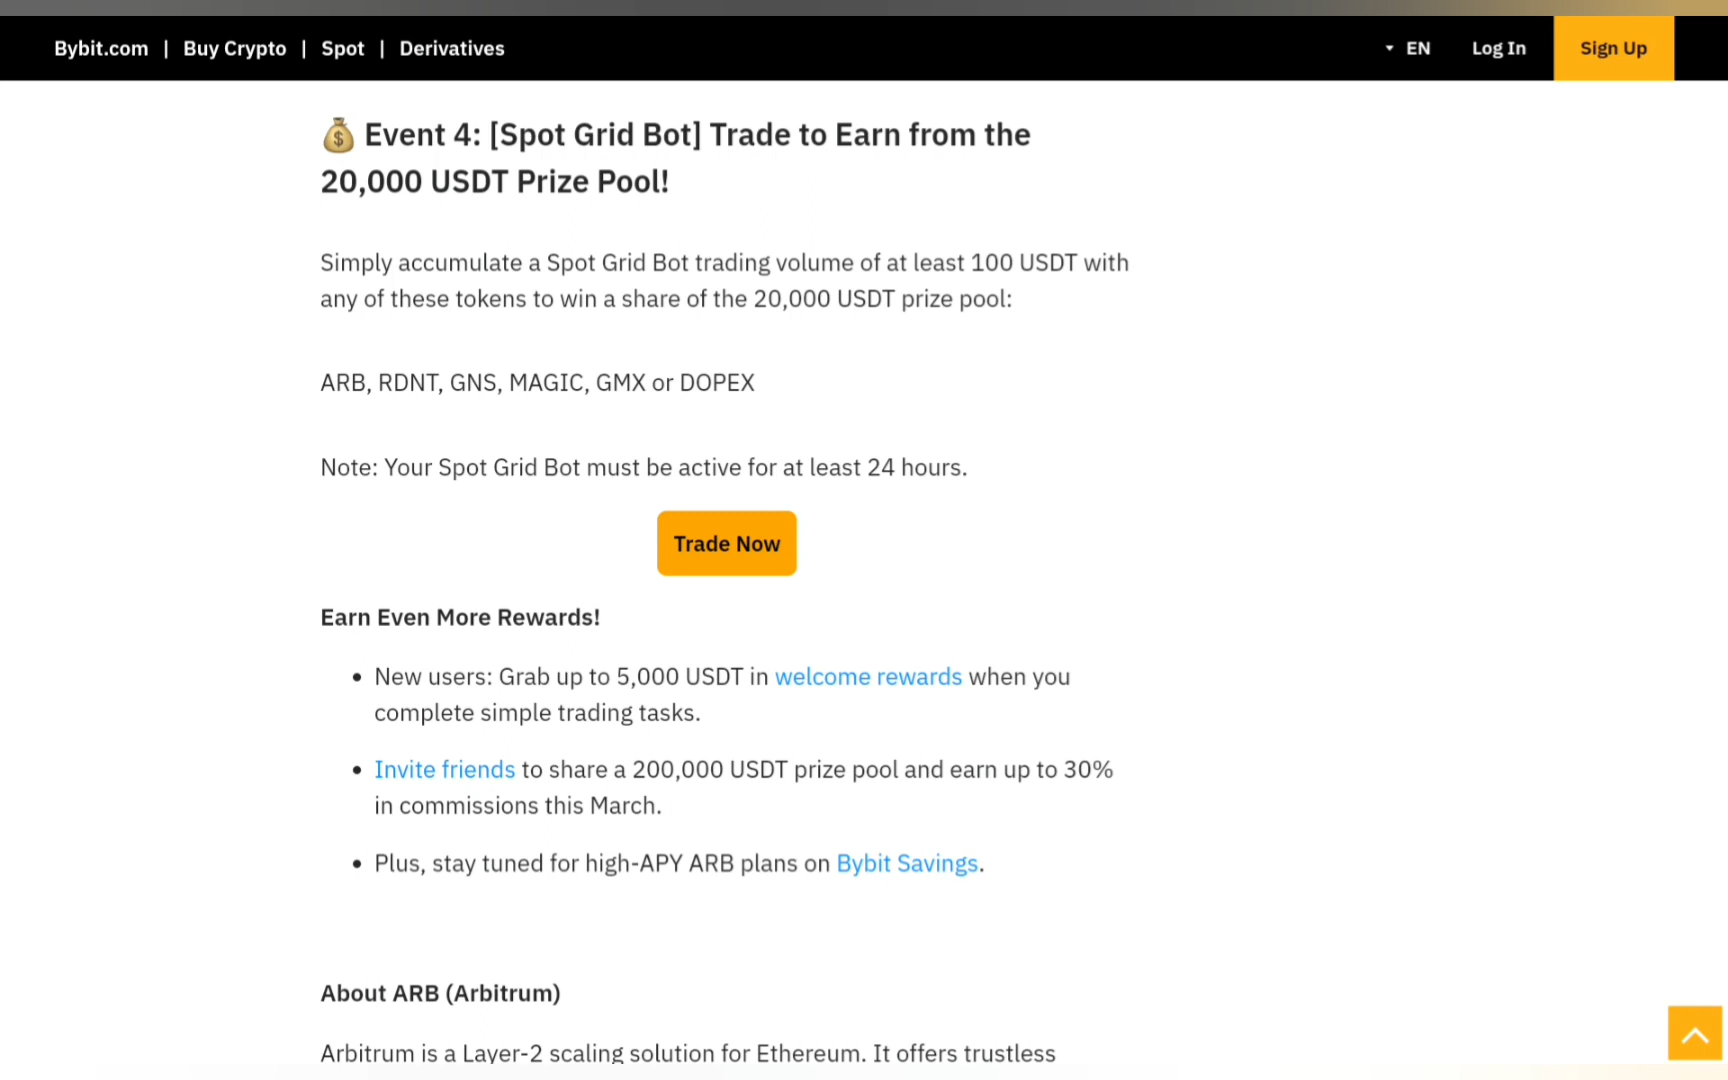 Bybit.com | Buy Crypto | Spot | Derivatives
EN Log In Sign Up
Event 4: [Spot Grid Bot] Trade to Earn from the
20,000 USDT Prize Pool!
Simply accumulate a Spot Grid Bot trading volume of at least 100 USDT with
any of these tokens to win a share of the 20,000 USDT prize pool:
ARB, RDNT, GNS, MAGIC, GMX or DOPEX
Note: Your Spot Grid Bot must be active for at least 24 hours.
Trade Now
Earn Even More Rewards!
• New users: Grab up to 5,000 USDT in welcome rewards when you
complete simple trading tasks.
• Invite friends to share a 200,000 USDT prize pool and earn up to 30%
in commissions this March.
• Plus, stay tuned for high-APY ARB plans on Bybit Savings.
About ARB (Arbitrum)
Arbitrum is a Layer-2 scaling solution for Ethereum. It offers trustless